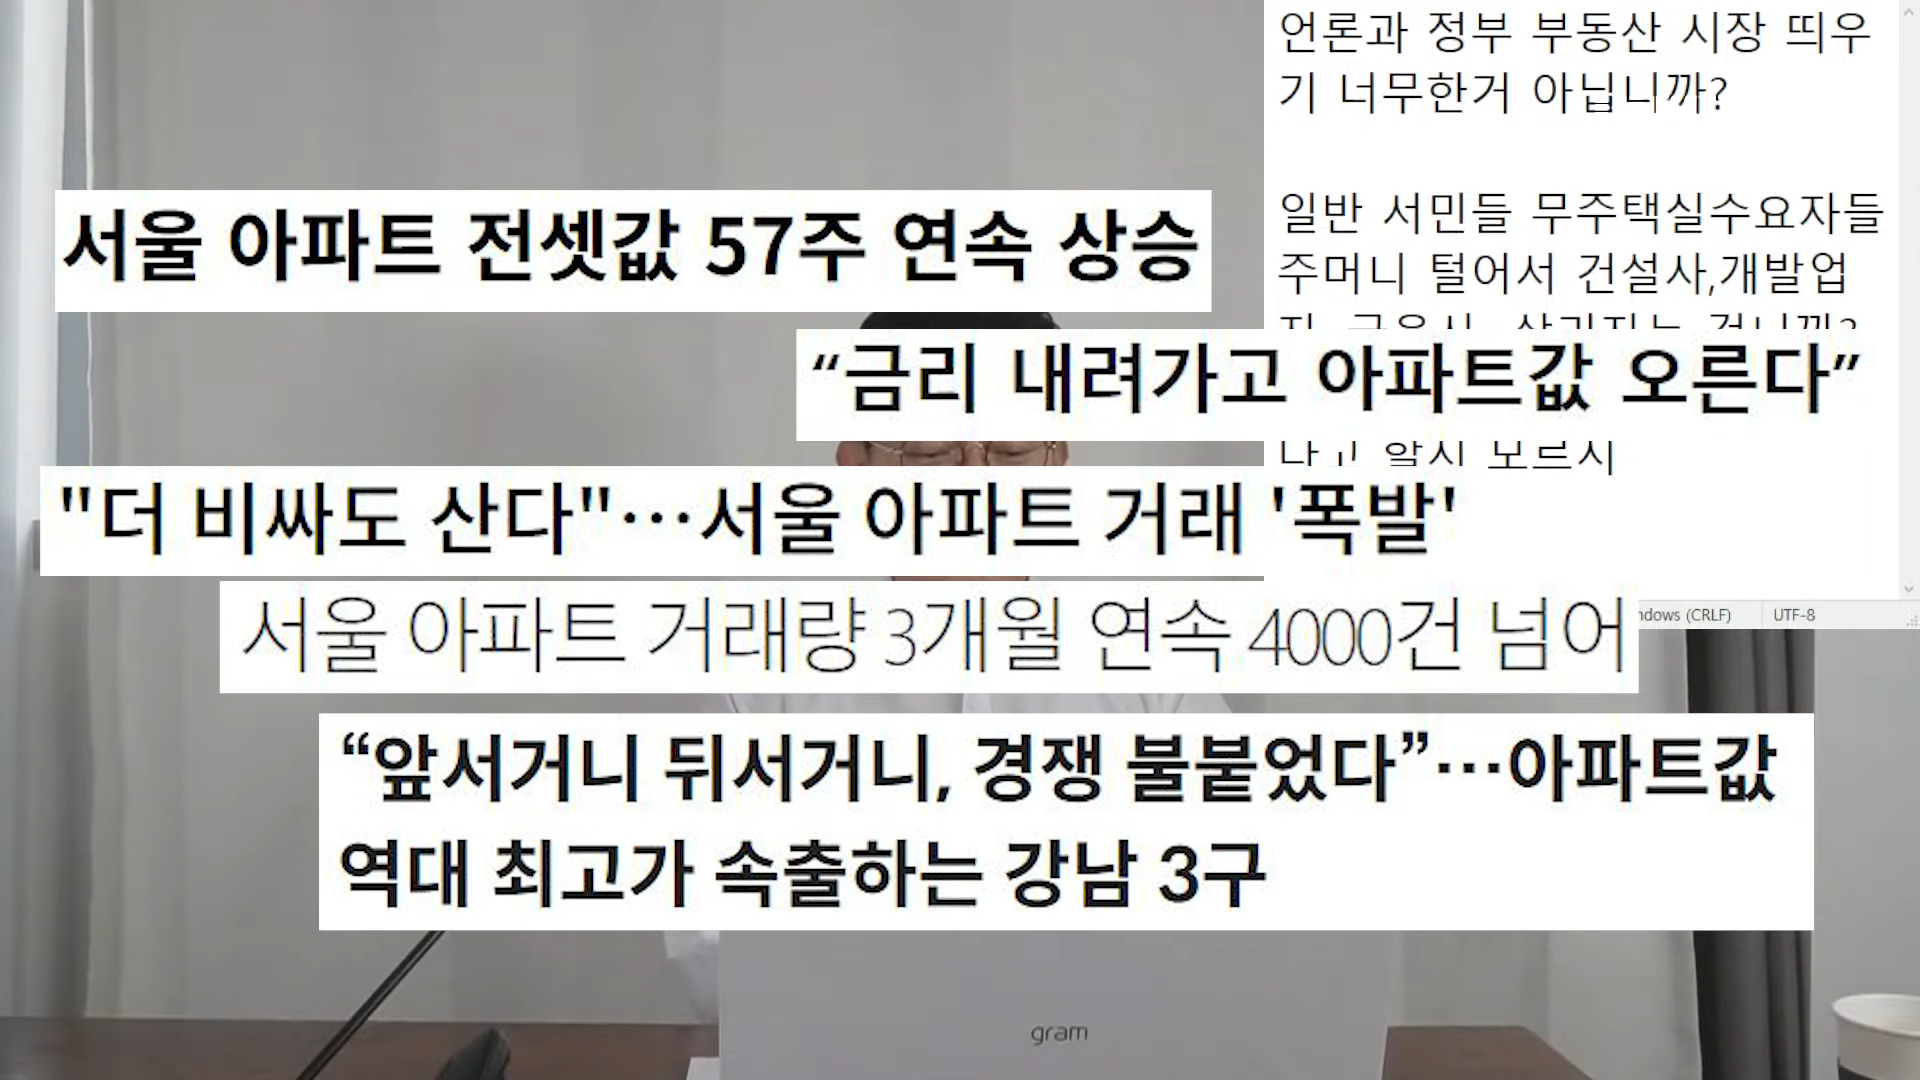 언론과 정부 부동산 시장 띄우
기 너무한거 아닙니까?
일반 서민들 무주택실수요자들
주머니 털어서 건설사,개발업
서울 아파트 전셋값 57주 연속 상승
“금리 내려가고 아파트값 오른다”
"더 비싸도 산다"…서울 아파트 거래 '폭발'
서울 아파트 거래량 3개월 연속 4000건 넘어
(CRLF) UTF-8
“앞서거니 뒤서거니, 경쟁 불붙었다”…아파트값
역대 최고가 속출하는 강남 3구
gram